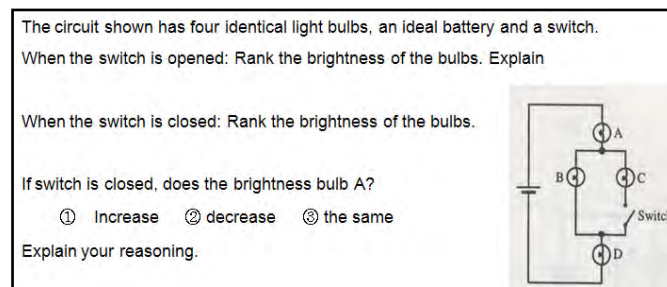 The circuit shown has four identical light bulbs, an ideal battery and a switch.
When the switch is opened: Rank the brightness of the bulbs. Explain
When the switch is closed: Rank the brightness of the bulbs.
A
B
C
If switch is closed, does the brightness bulb A?
① Increase ② decrease ③ the same
Switc
Explain your reasoning.
D